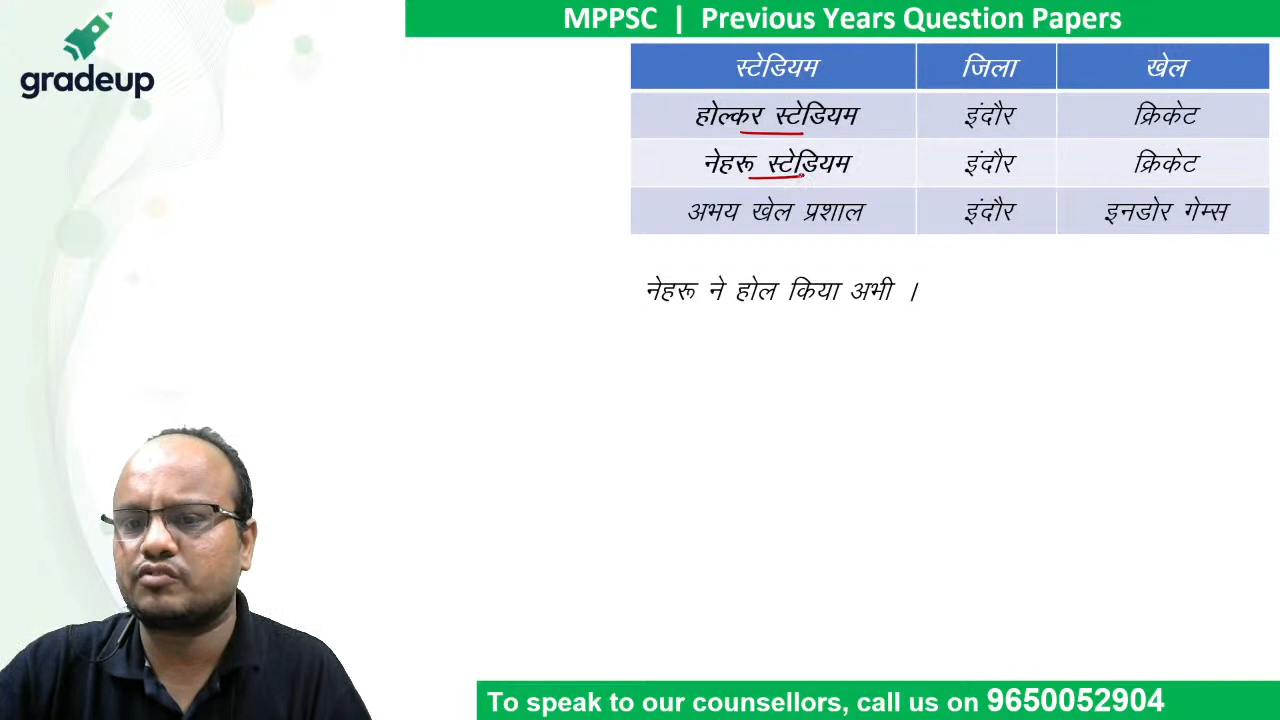 MPPSC | Previous Years Question Papers
gradeup
स्टेडियम जिला खेल
होल्कर स्टेडियम इंदौर क्रिकेट
नेहरू स्टेडियम इंदौर क्रिकेट
अभय खेल प्रशाल इंदौर इनडोर गेम्स
नेहरू ने होल किया अभी ।
To speak to our counsellors, call us on 9650052904